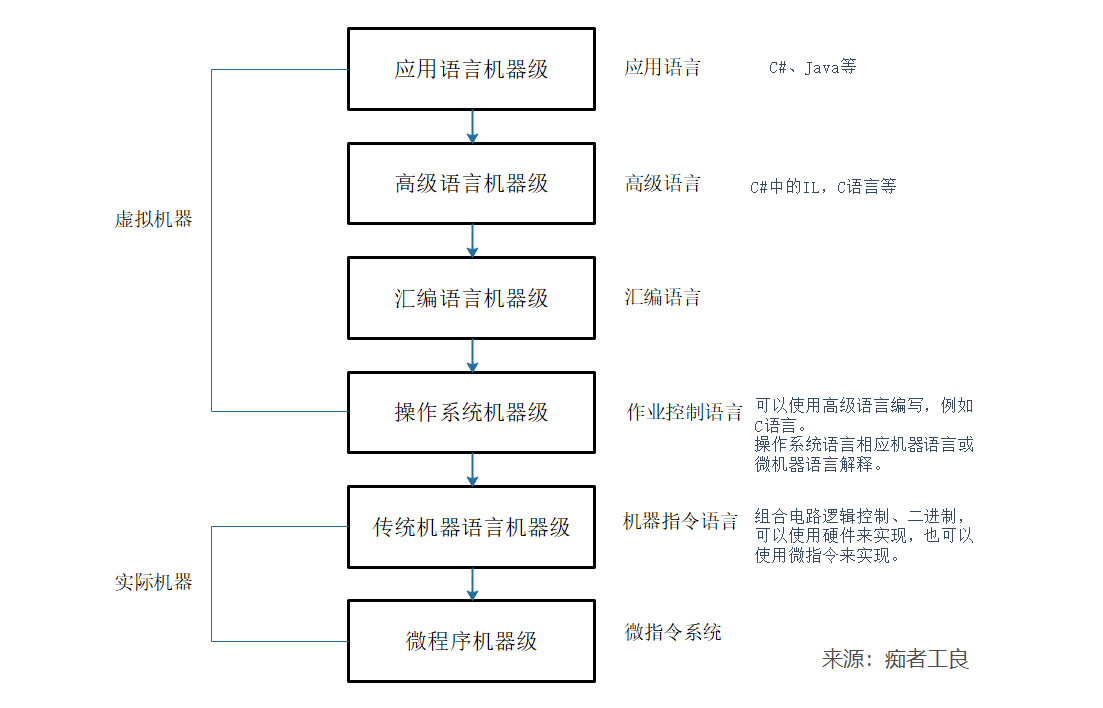 应用语言机器级
应用语言
C#、Java等
高级语言机器级
高级语言
C#中的IL，C语言等
虚拟机器
汇编语言机器级
汇编语言
操作系统机器级
作业控制语言
可以使用高级语言编写，例如
C语言。
操作系统语言相应机器语言或
微机器语言解释。
传统机器语言机器级
机器指令语言
组合电路逻辑控制、二进制，
可以使用硬件来实现，也可以
使用微指令来实现。
实际机器
微程序机器级
微指令系统
来源：痴者工良